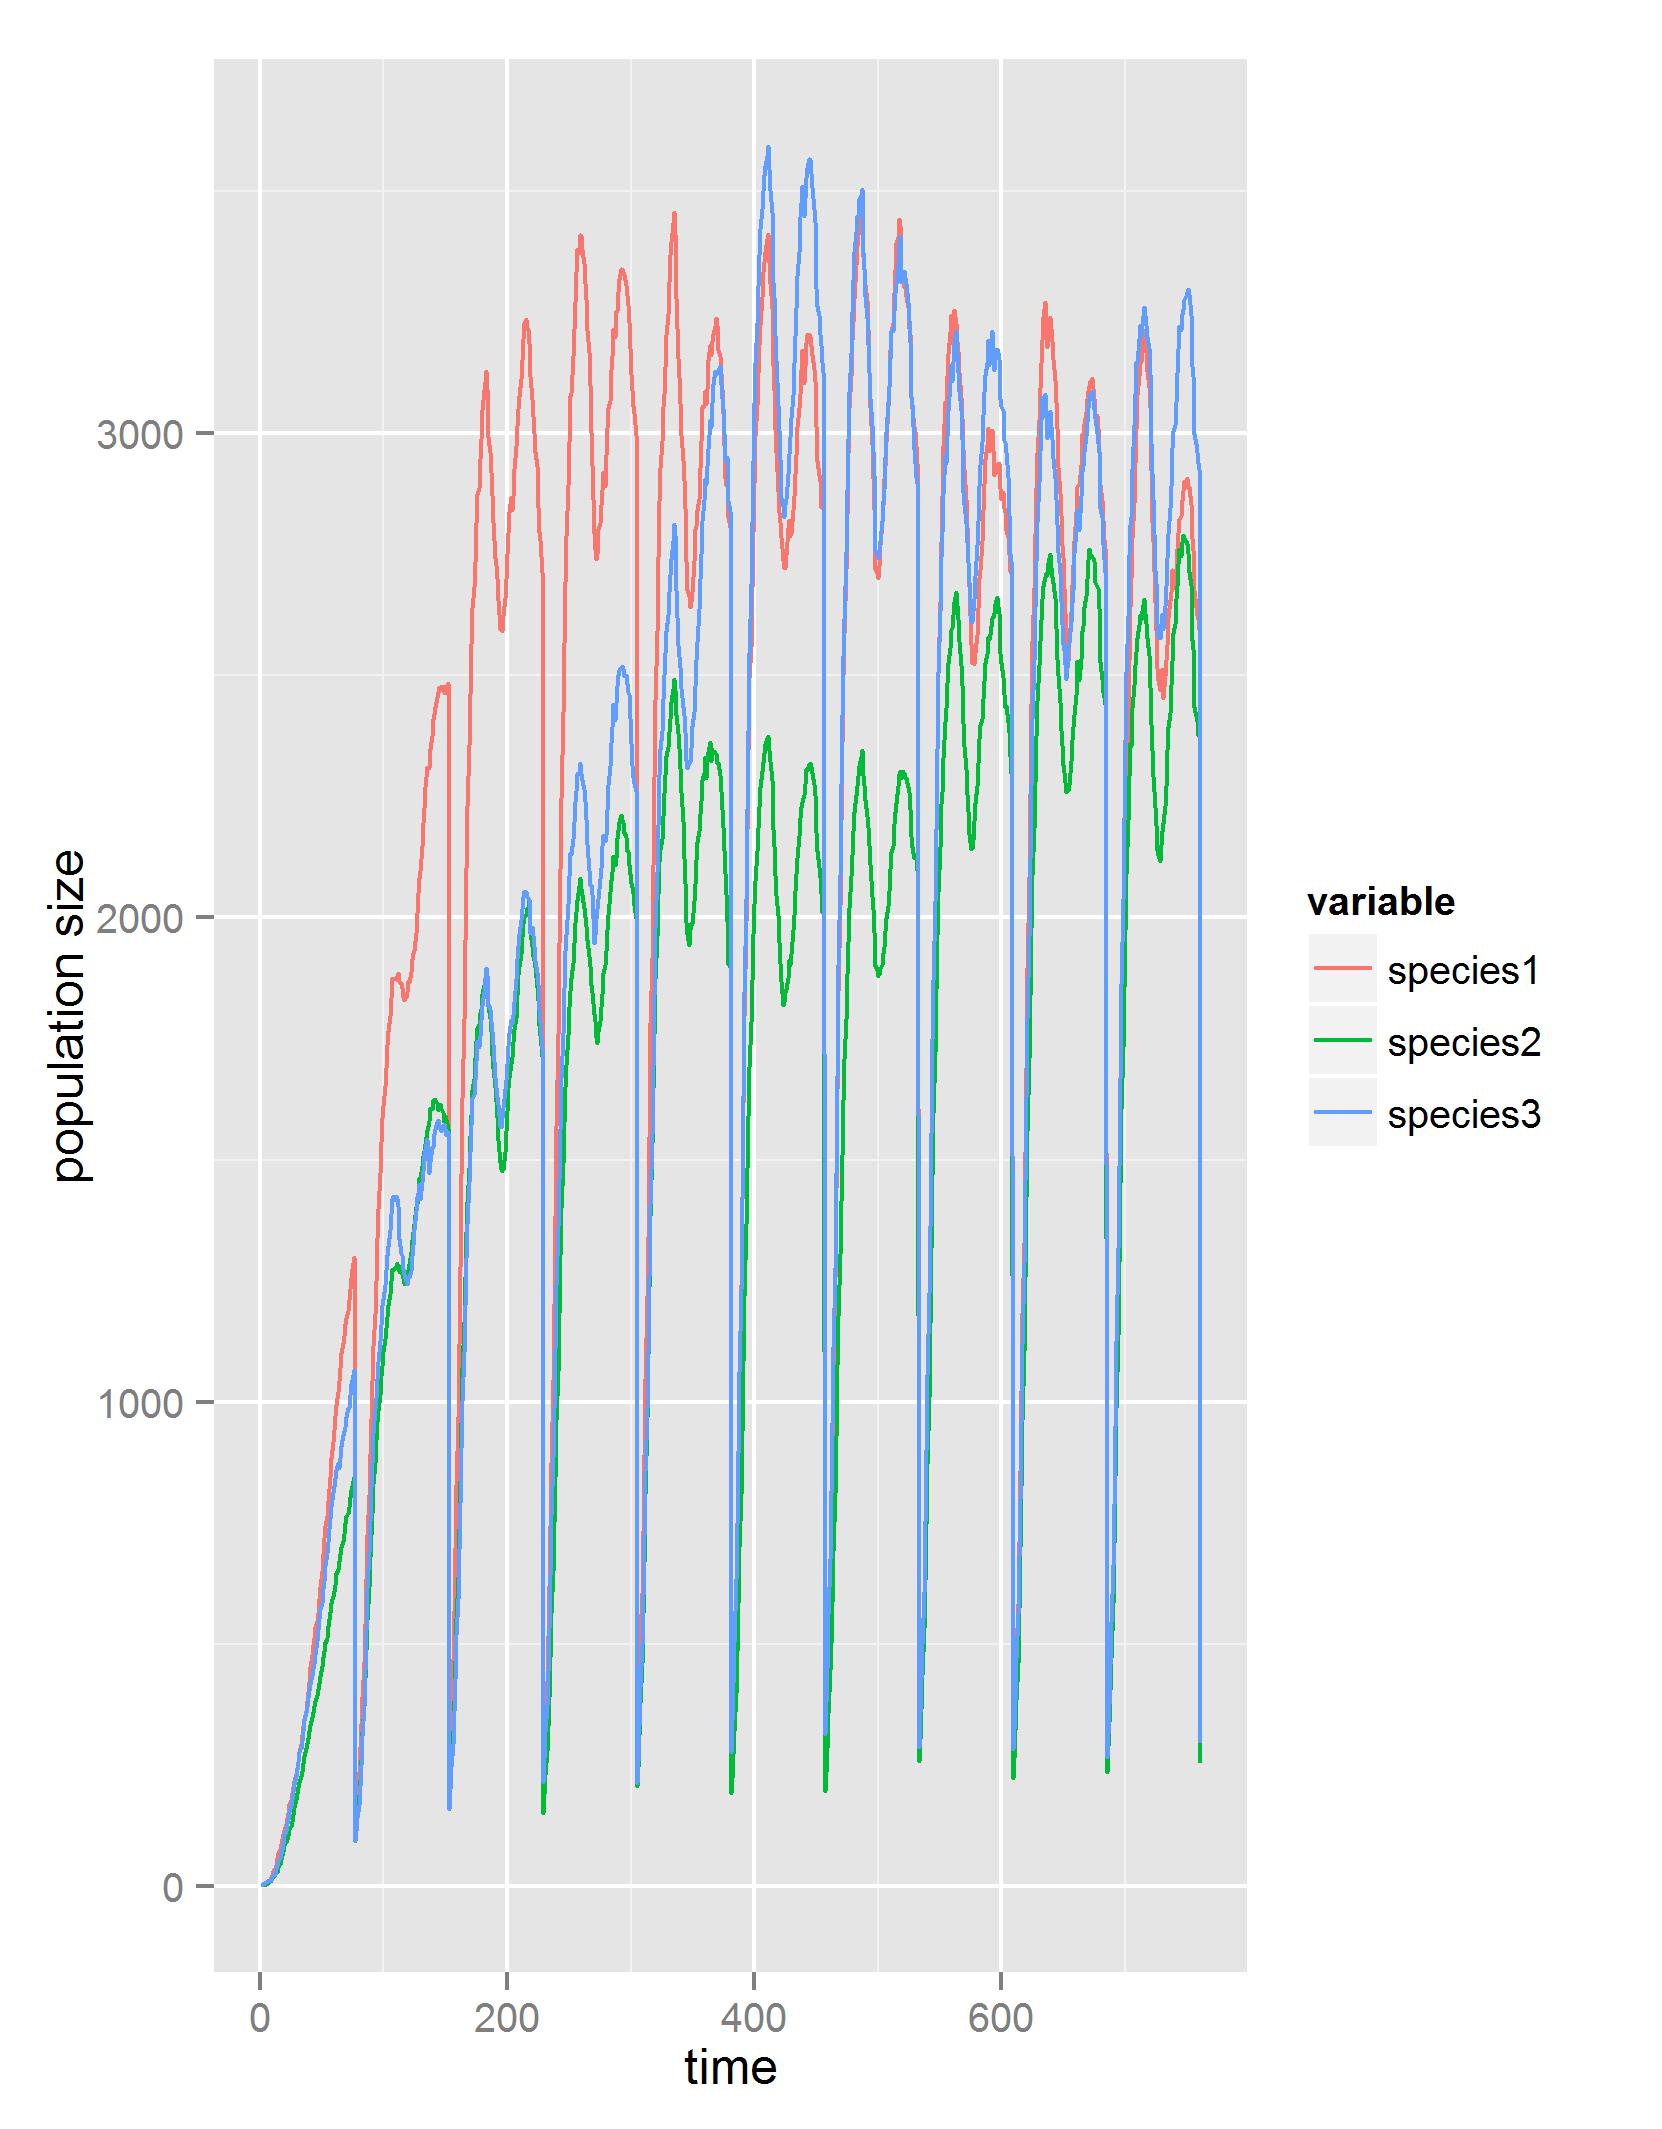 population size
3000
2000
1000
0
0 200 400 600
time
variable
species1
species2
species3